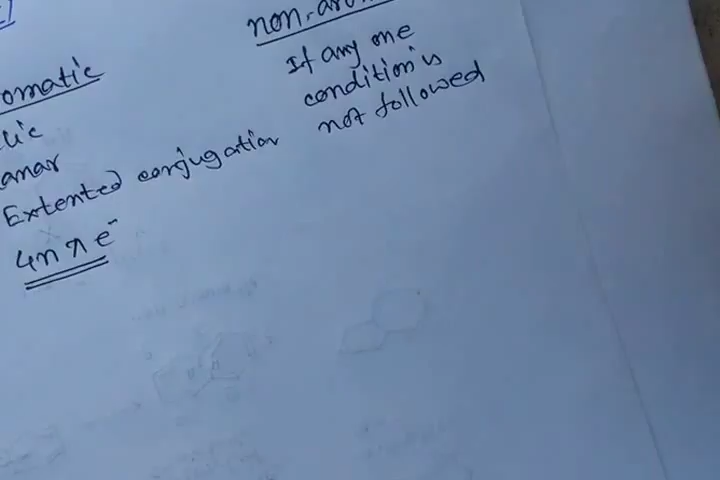 omatic
lic
anar
Extented conjugation
4n π e⁻
non-aro
If any one
condition is
not followed